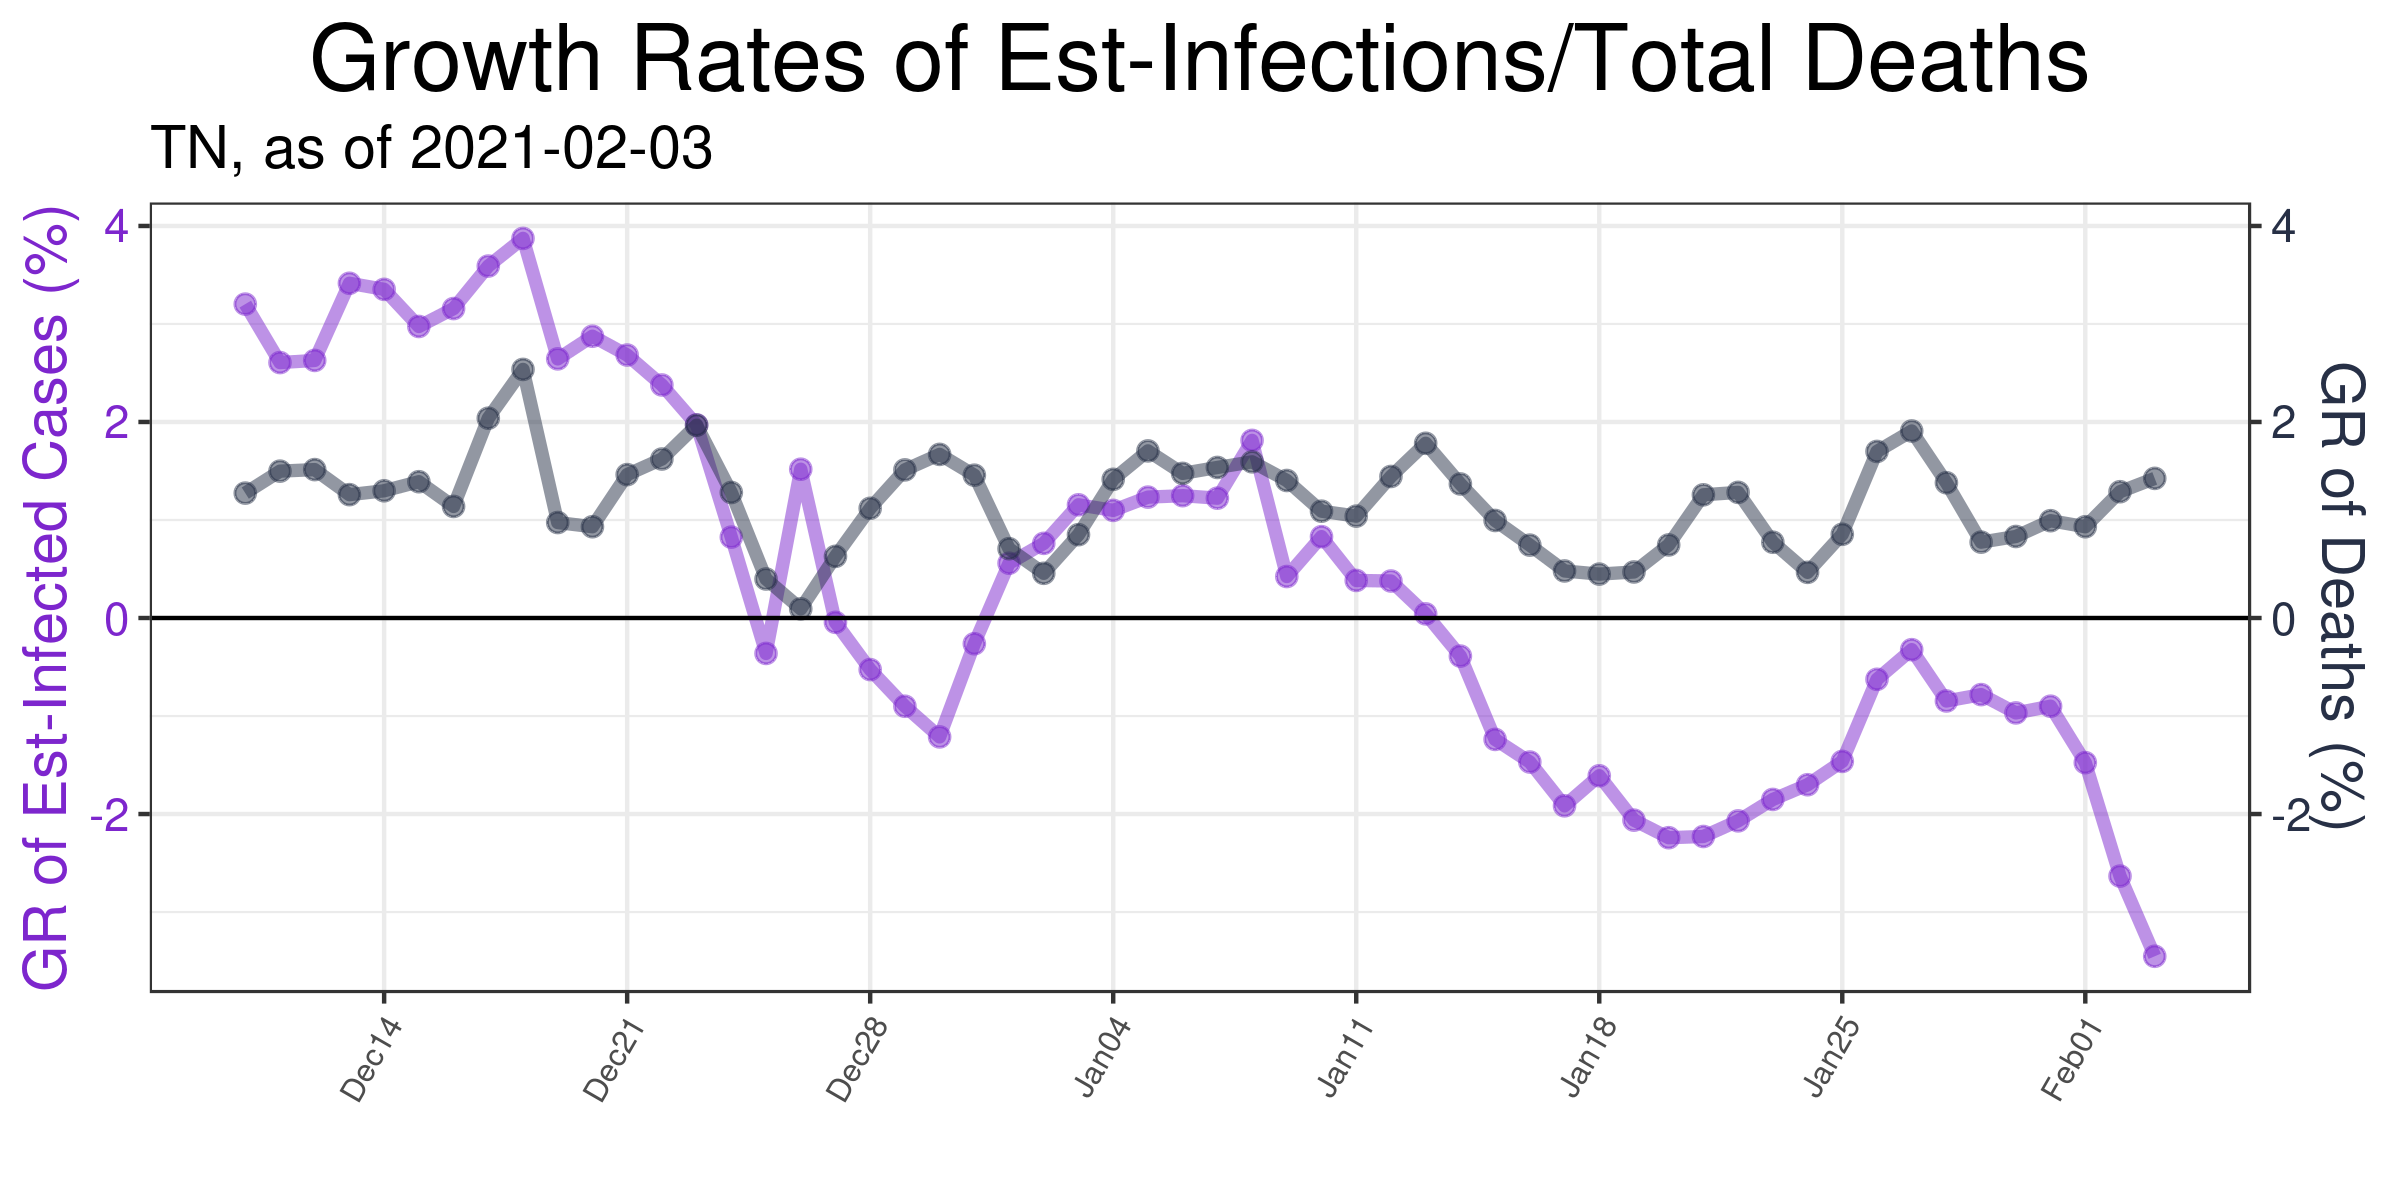 Growth Rates of Est-Infections/Total Deaths
TN, as of 2021-02-03
GR of Est-Infected Cases (%)
4
2
0
-2
4
2
0
-2
GR of Deaths (%)
Dec14
Dec21
Dec28
Jan04
Jan11
Jan18
Jan25
Feb01